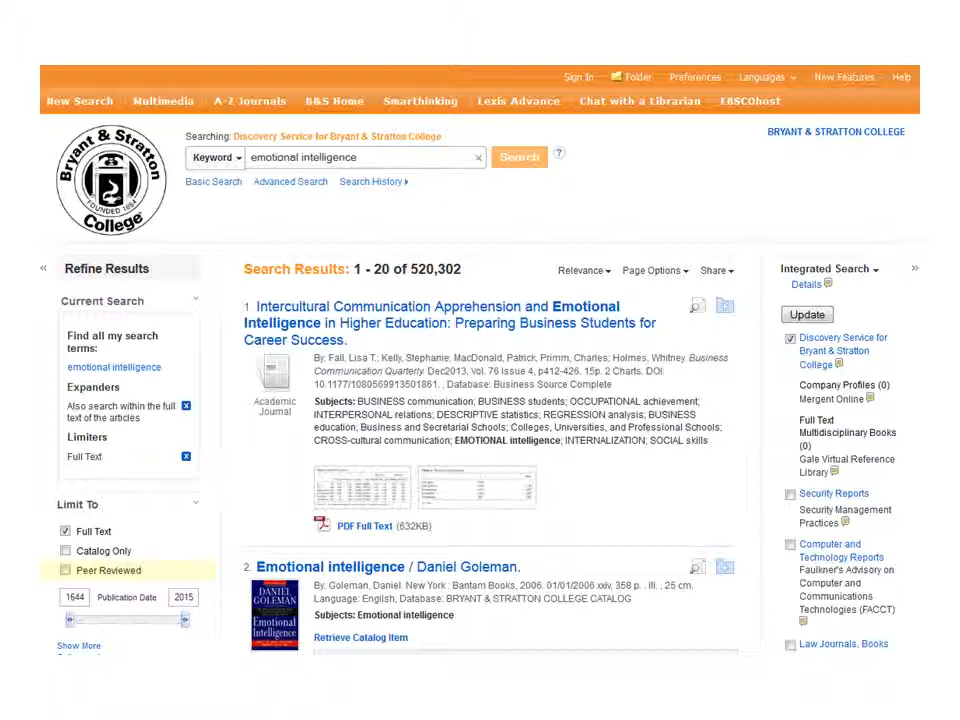 Sign In Folder Preferences Languages New Features Help
New Search Multimedia A-Z Journals B&S Home Smarthinking Lexis Advance Chat with a Librarian EBSCOhost
Bryant & Stratton
FOUNDED 1854
College
Searching: Discovery Service for Bryant & Stratton College
BRYANT & STRATTON COLLEGE
Keyword emotional intelligence × Search ?
Basic Search Advanced Search Search History
« Refine Results
Current Search
Find all my search
terms:
emotional intelligence
Expanders
Also search within the full
text of the articles
Limiters
Full Text
Limit To
Full Text
Catalog Only
Peer Reviewed
1644 Publication Date 2015
Show More
Search Results: 1 - 20 of 520,302
Relevance Page Options Share
1. Intercultural Communication Apprehension and Emotional
Intelligence in Higher Education: Preparing Business Students for
Career Success.
Academic
Journal
By: Fall, Lisa T.; Kelly, Stephanie; MacDonald, Patrick; Primm, Charles; Holmes, Whitney. Business
Communication Quarterly. Dec2013, Vol. 76 Issue 4, p412-426. 15p. 2 Charts. DOI:
10.1177/1080569913501861. , Database: Business Source Complete
Subjects: BUSINESS communication; BUSINESS students; OCCUPATIONAL achievement;
INTERPERSONAL relations; DESCRIPTIVE statistics; REGRESSION analysis; BUSINESS
education; Business and Secretarial Schools; Colleges, Universities, and Professional Schools;
CROSS-cultural communication; EMOTIONAL intelligence; INTERNALIZATION; SOCIAL skills
PDF Full Text (632KB)
2. Emotional intelligence / Daniel Goleman.
DANIEL
GOLEMAN
Emotional
Intelligence
By: Goleman, Daniel. New York : Bantam Books, 2006. 01/01/2006 xxiv, 358 p. : ill. ; 25 cm.
Language: English, Database: BRYANT & STRATTON COLLEGE CATALOG
Subjects: Emotional intelligence
Retrieve Catalog Item
Integrated Search »
Details
Update
Discovery Service for
Bryant & Stratton
College
Company Profiles (0)
Mergent Online
Full Text
Multidisciplinary Books
(0)
Gale Virtual Reference
Library
Security Reports
Security Management
Practices
Computer and
Technology Reports
Faulkner's Advisory on
Computer and
Communications
Technologies (FACCT)
Law Journals, Books